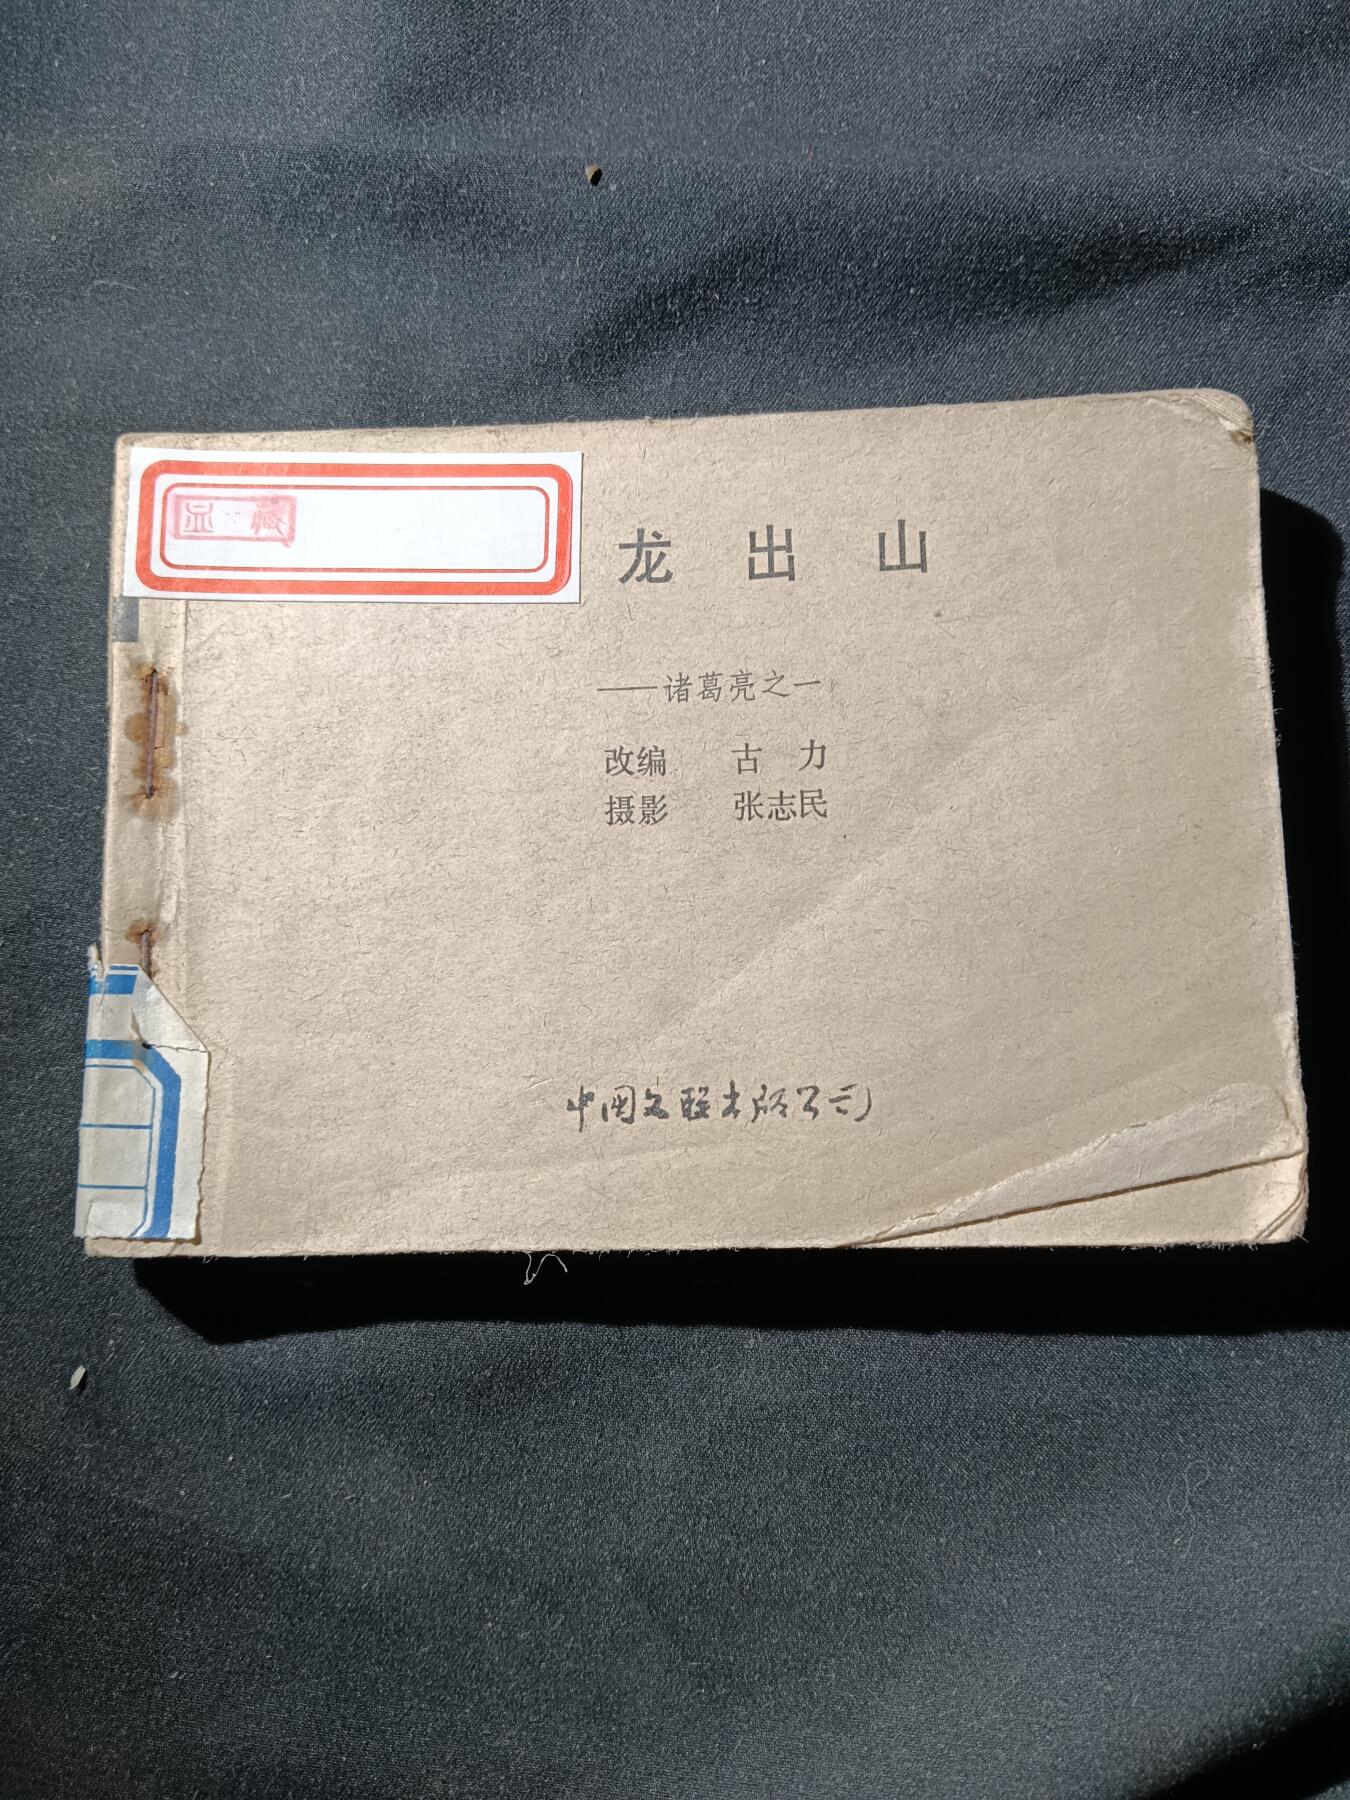 藏
龙出山
——诸葛亮之一
改编 古力
摄影 张志民
中国文联出版公司